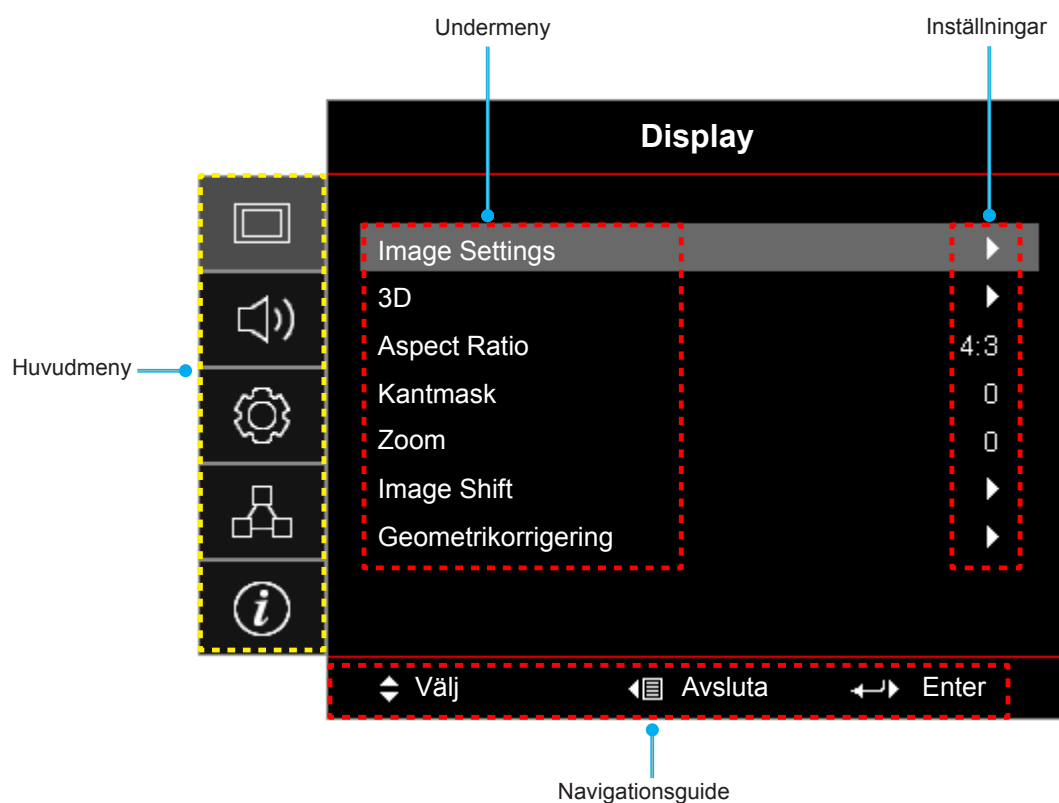 Undermeny
Inställningar
Display
Image Settings
3D
Aspect Ratio 4:3
Huvudmeny
Kantmask 0
Zoom 0
Image Shift
Geometrikorrigering
Välj Avsluta Enter
Navigationsguide